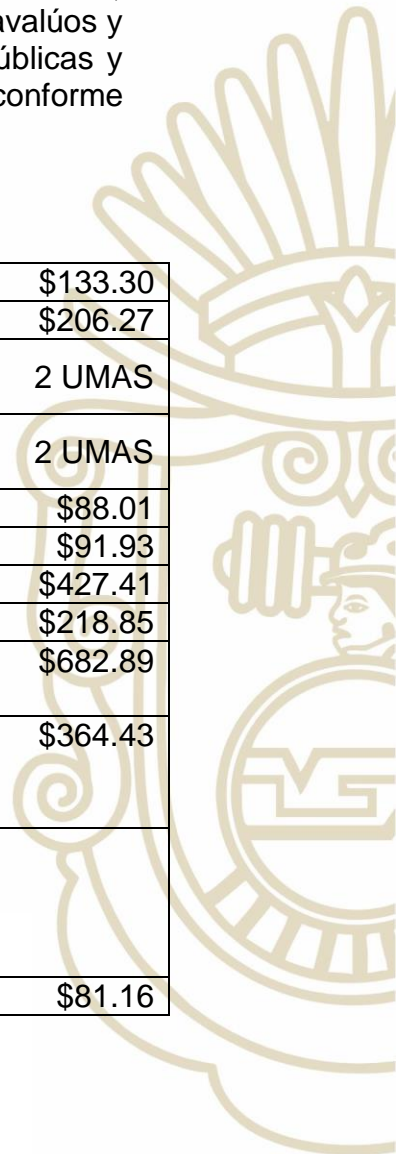 avalúos y
úblicas y
conforme
$133.30
$206.27
2 UMAS
2 UMAS
$88.01
$91.93
$427.41
$218.85
$682.89
$364.43
$81.16